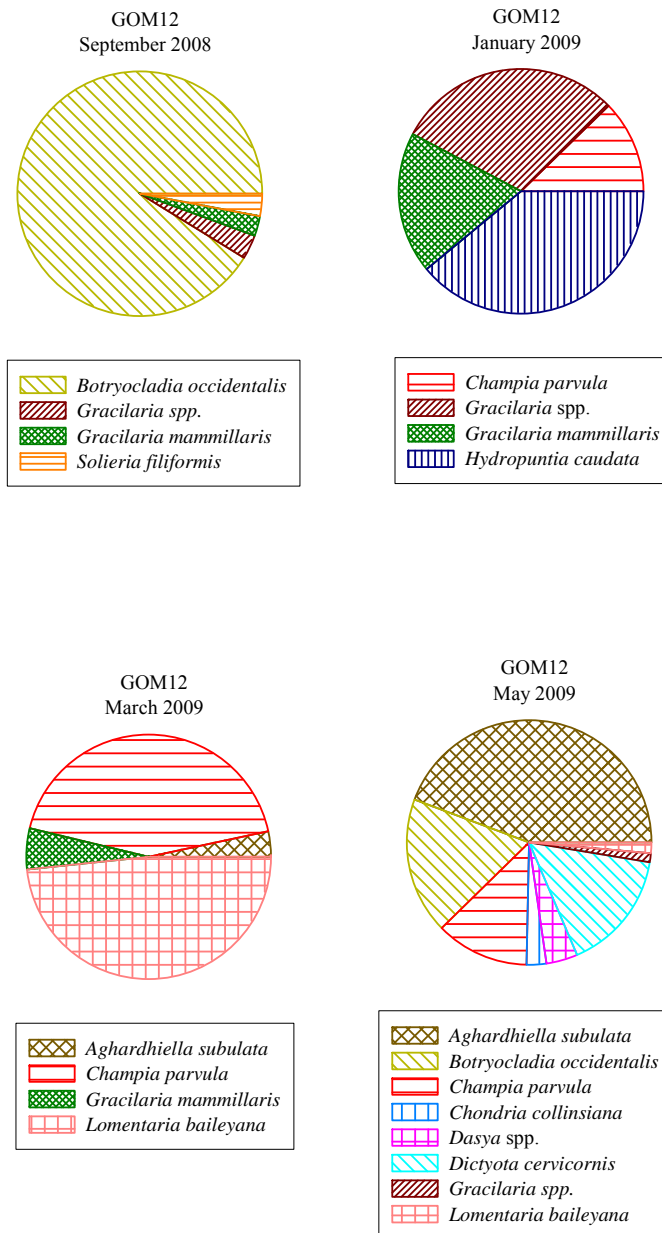 GOM12
September 2008
Botryocladia occidentalis
Gracilaria spp.
Gracilaria mammillaris
Solieria filiformis
GOM12
January 2009
Champia parvula
Gracilaria spp.
Gracilaria mammillaris
Hydropuntia caudata
GOM12
March 2009
Aghardhiella subulata
Champia parvula
Gracilaria mammillaris
Lomentaria baileyana
GOM12
May 2009
Aghardhiella subulata
Botryocladia occidentalis
Champia parvula
Chondria collinsiana
Dasya spp.
Dictyota cervicornis
Gracilaria spp.
Lomentaria baileyana